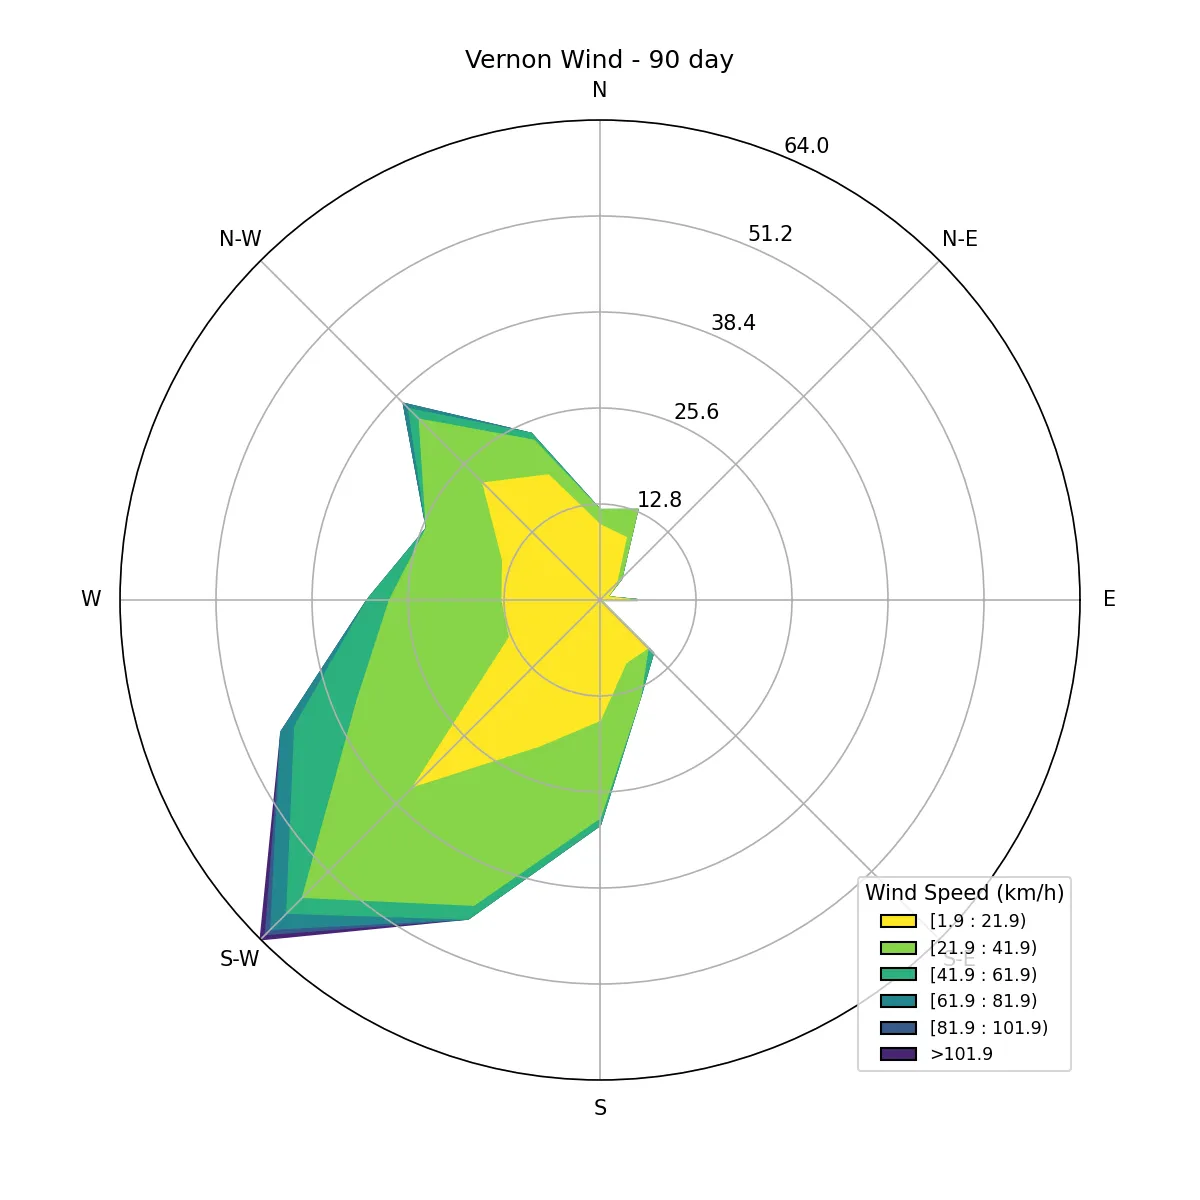 Vernon Wind - 90 day
N
64.0
51.2
N-W
N-E
38.4
25.6
12.8
W
E
S-W
S-E
S
Wind Speed (km/h)
[1.9 : 21.9)
[21.9 : 41.9)
[41.9 : 61.9)
[61.9 : 81.9)
[81.9 : 101.9)
>101.9